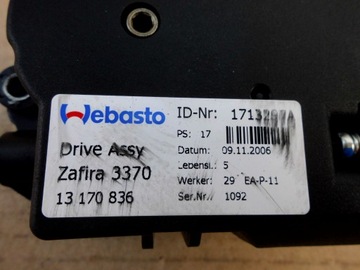 Webasto
ID-Nr:
PS: 17
Drive Assy
Datum: 09.11.2006
Zafira 3370
Lebensl.: 5
Werker: 29 EA-P-11
13 170 836
Ser.Nr.: 1092